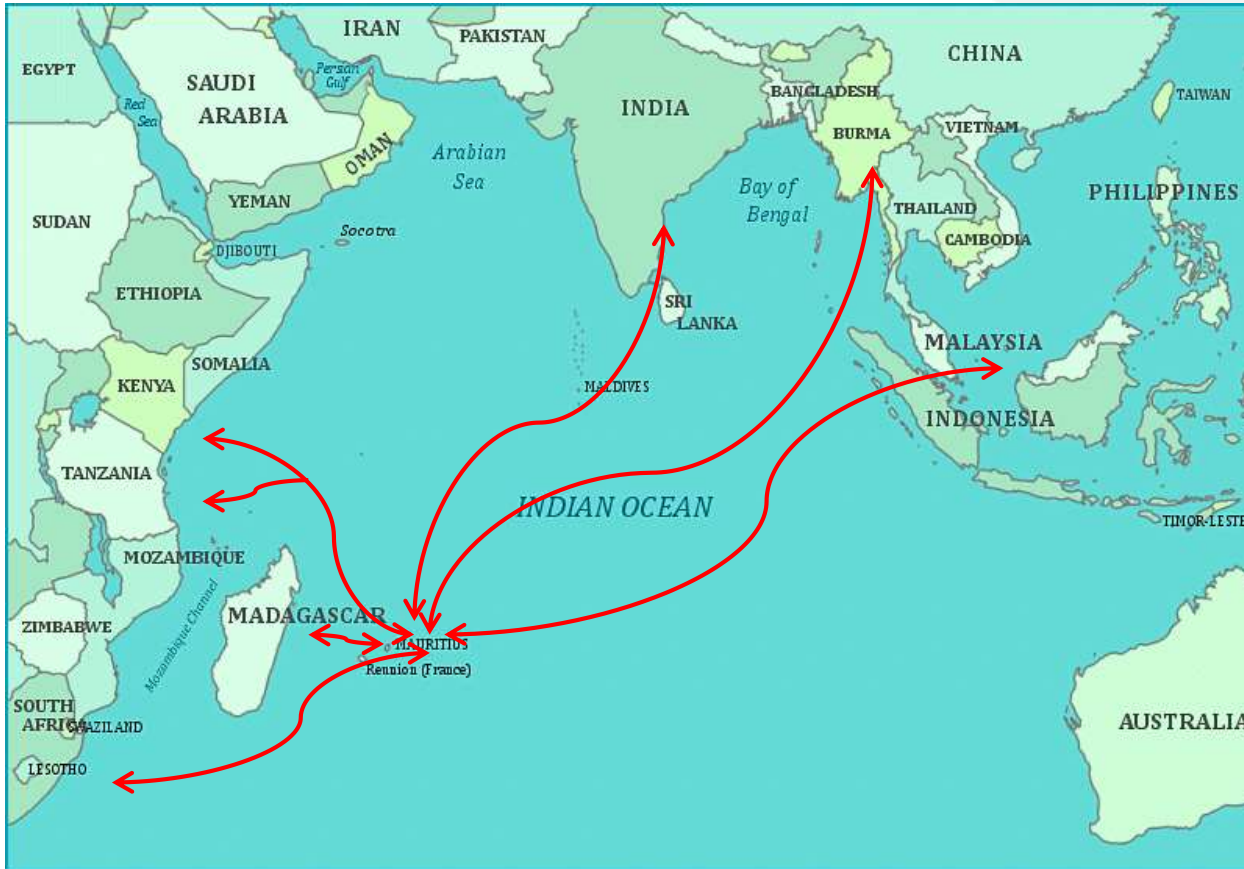 IRAN
PAKISTAN
CHINA
EGYPT
Persian
Gulf
SAUDI
ARABIA
BANGLADESH
TAIWAN
Red
Sea
INDIA
BURMA
VIETNAM
OMAN
Arabian
Sea
Bay of
Bengal
PHILIPPINES
YEMAN
THAILAND
SUDAN
Socotra
DJIBOUTI
CAMBODIA
ETHIOPIA
SRI
LANKA
MALAYSIA
SOMALIA
KENYA
MALDIVES
INDONESIA
TANZANIA
INDIAN OCEAN
TIMOR-LESTE
MOZAMBIQUE
Mozambique Channel
MADAGASCAR
ZIMBABWE
MAURITIUS
Reunion (France)
SOUTH
AFRICA
SWAZILAND
AUSTRALIA
LESOTHO